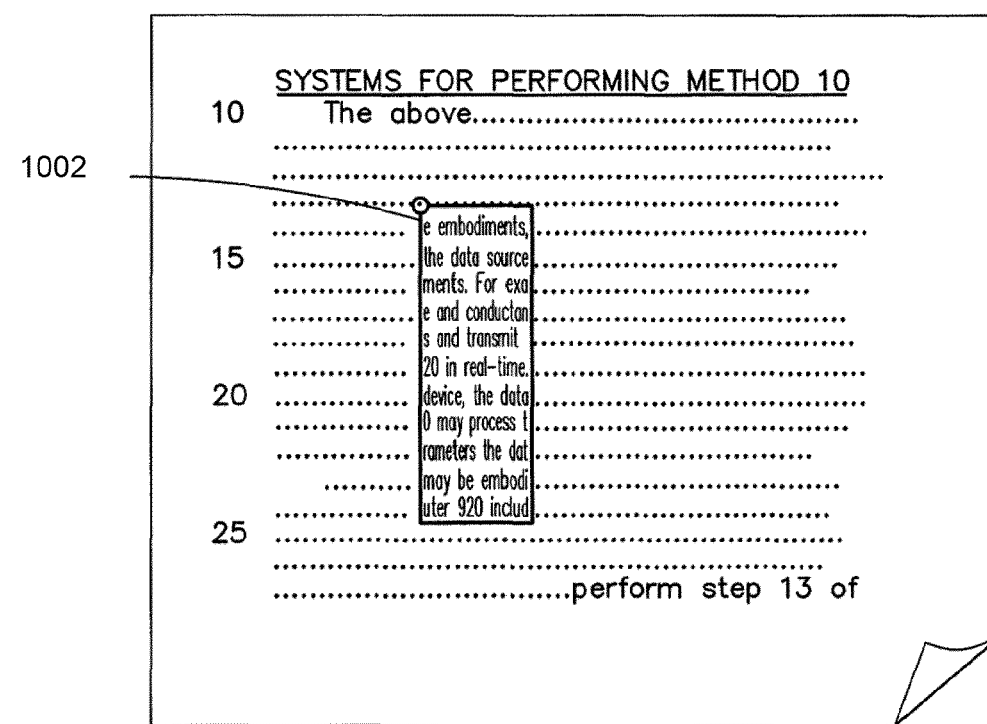 SYSTEMS FOR PERFORMING METHOD 10
10 The above..........................................
1002
e embodiments,
15 the data source
ments. For exa
e and conductan
s and transmit
20 in real-time.
20 device, the data
0 may process t
rameters the dat
may be embodi
uter 920 includ
25
perform step 13 of